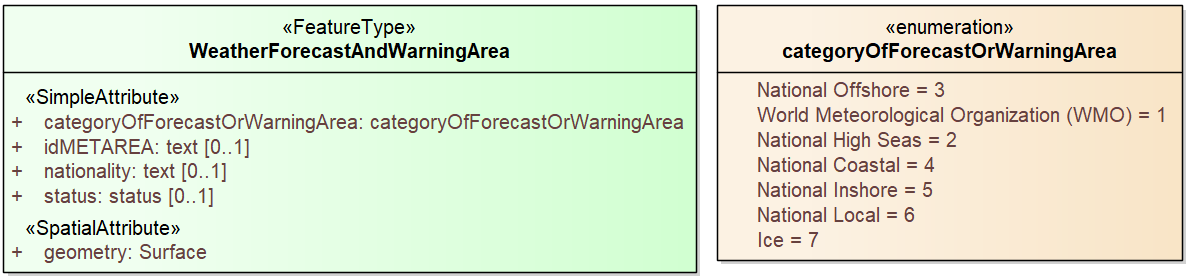 «FeatureType»
WeatherForecastAndWarningArea
«SimpleAttribute»
+ categoryOfForecastOrWarningArea: categoryOfForecastOrWarningArea
+ idMETAREA: text [0..1]
+ nationality: text [0..1]
+ status: status [0..1]
«SpatialAttribute»
+ geometry: Surface
«enumeration»
categoryOfForecastOrWarningArea
National Offshore = 3
World Meteorological Organization (WMO) = 1
National High Seas = 2
National Coastal = 4
National Inshore = 5
National Local = 6
Ice = 7